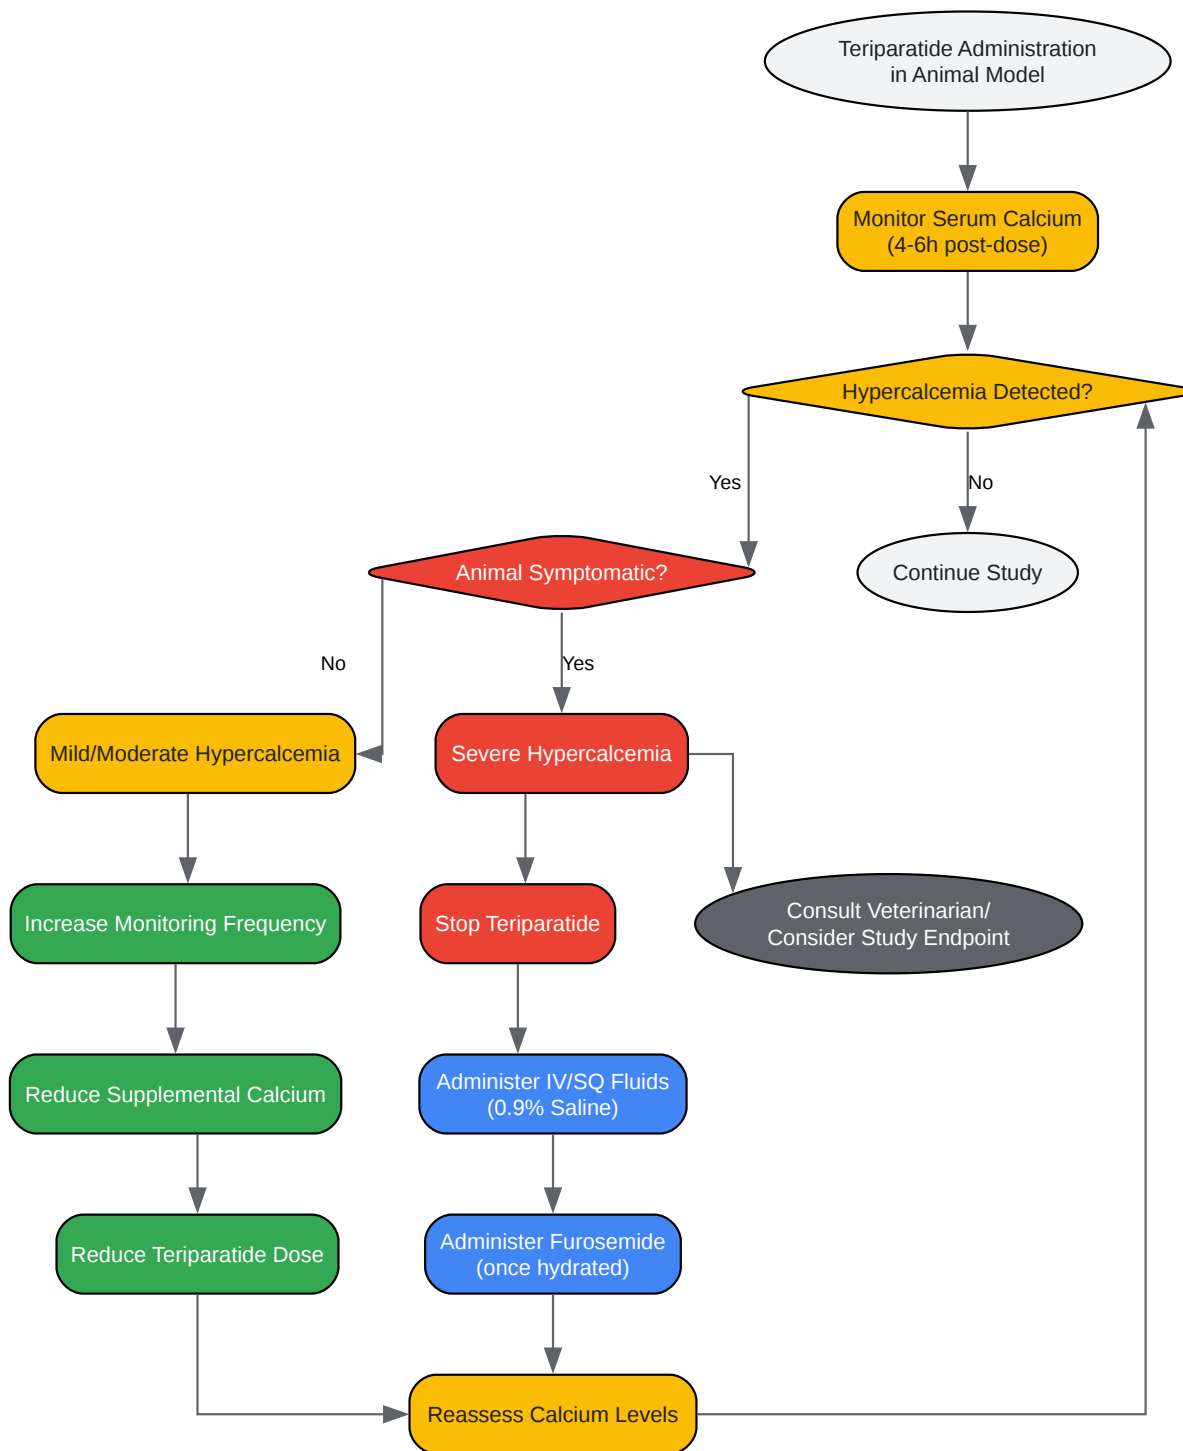 Teriparatide Administration
in Animal Model
Monitor Serum Calcium
(4-6h post-dose)
Hypercalcemia Detected?
Yes
No
Animal Symptomatic?
Continue Study
No
Yes
Mild/Moderate Hypercalcemia
Severe Hypercalcemia
Increase Monitoring Frequency
Stop Teriparatide
Consult Veterinarian/
Consider Study Endpoint
Reduce Supplemental Calcium
Administer IV/SQ Fluids
(0.9% Saline)
Reduce Teriparatide Dose
Administer Furosemide
(once hydrated)
Reassess Calcium Levels